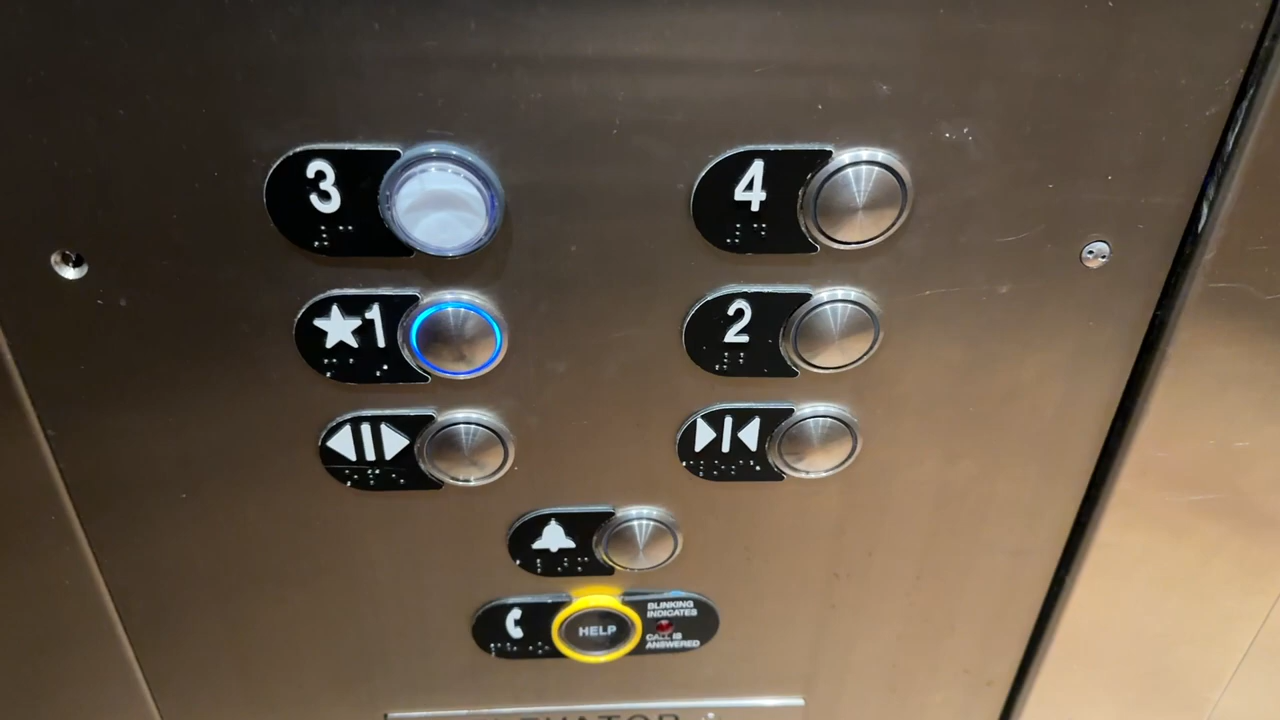 3
4
★1
2
HELP
BLINKING
INDICATES
CALL IS
ANSWERED